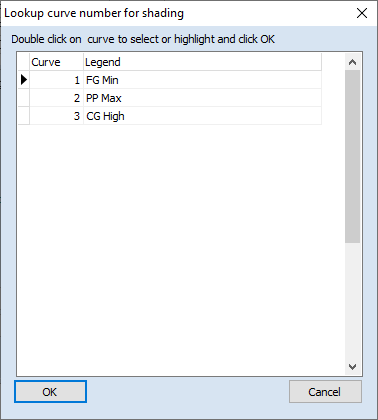 Lookup curve number for shading
Double click on  curve to select or highlight and click OK
Curve Legend
1 FG Min
2 PP Max
3 CG High
OK Cancel